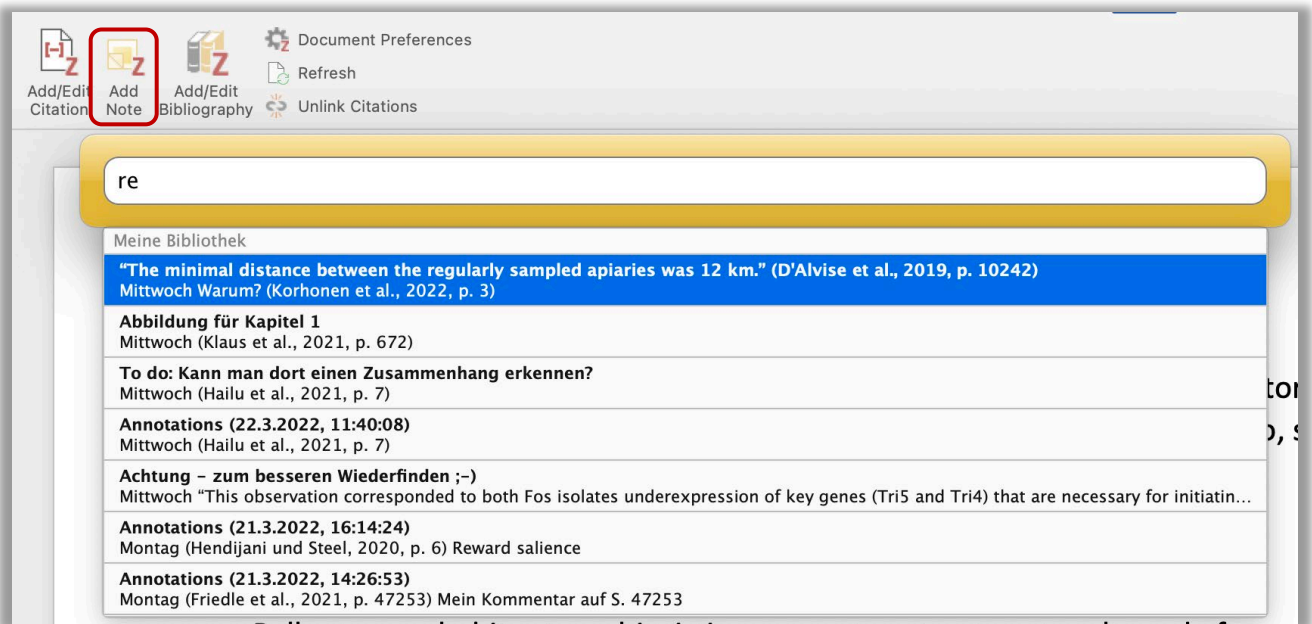 Document Preferences
Refresh
Unlink Citations
Add/Edit
Citation
Add
Note
Add/Edit
Bibliography
re
Meine Bibliothek
“The minimal distance between the regularly sampled apiaries was 12 km.” (D'Alvise et al., 2019, p. 10242)
Mittwoch Warum? (Korhonen et al., 2022, p. 3)
Abbildung für Kapitel 1
Mittwoch (Klaus et al., 2021, p. 672)
To do: Kann man dort einen Zusammenhang erkennen?
Mittwoch (Hailu et al., 2021, p. 7)
Annotations (22.3.2022, 11:40:08)
Mittwoch (Hailu et al., 2021, p. 7)
Achtung – zum besseren Wiederfinden ;-)
Mittwoch “This observation corresponded to both Fos isolates underexpression of key genes (Tri5 and Tri4) that are necessary for initiatin...
Annotations (21.3.2022, 16:14:24)
Montag (Hendijani und Steel, 2020, p. 6) Reward salience
Annotations (21.3.2022, 14:26:53)
Montag (Friedle et al., 2021, p. 47253) Mein Kommentar auf S. 47253